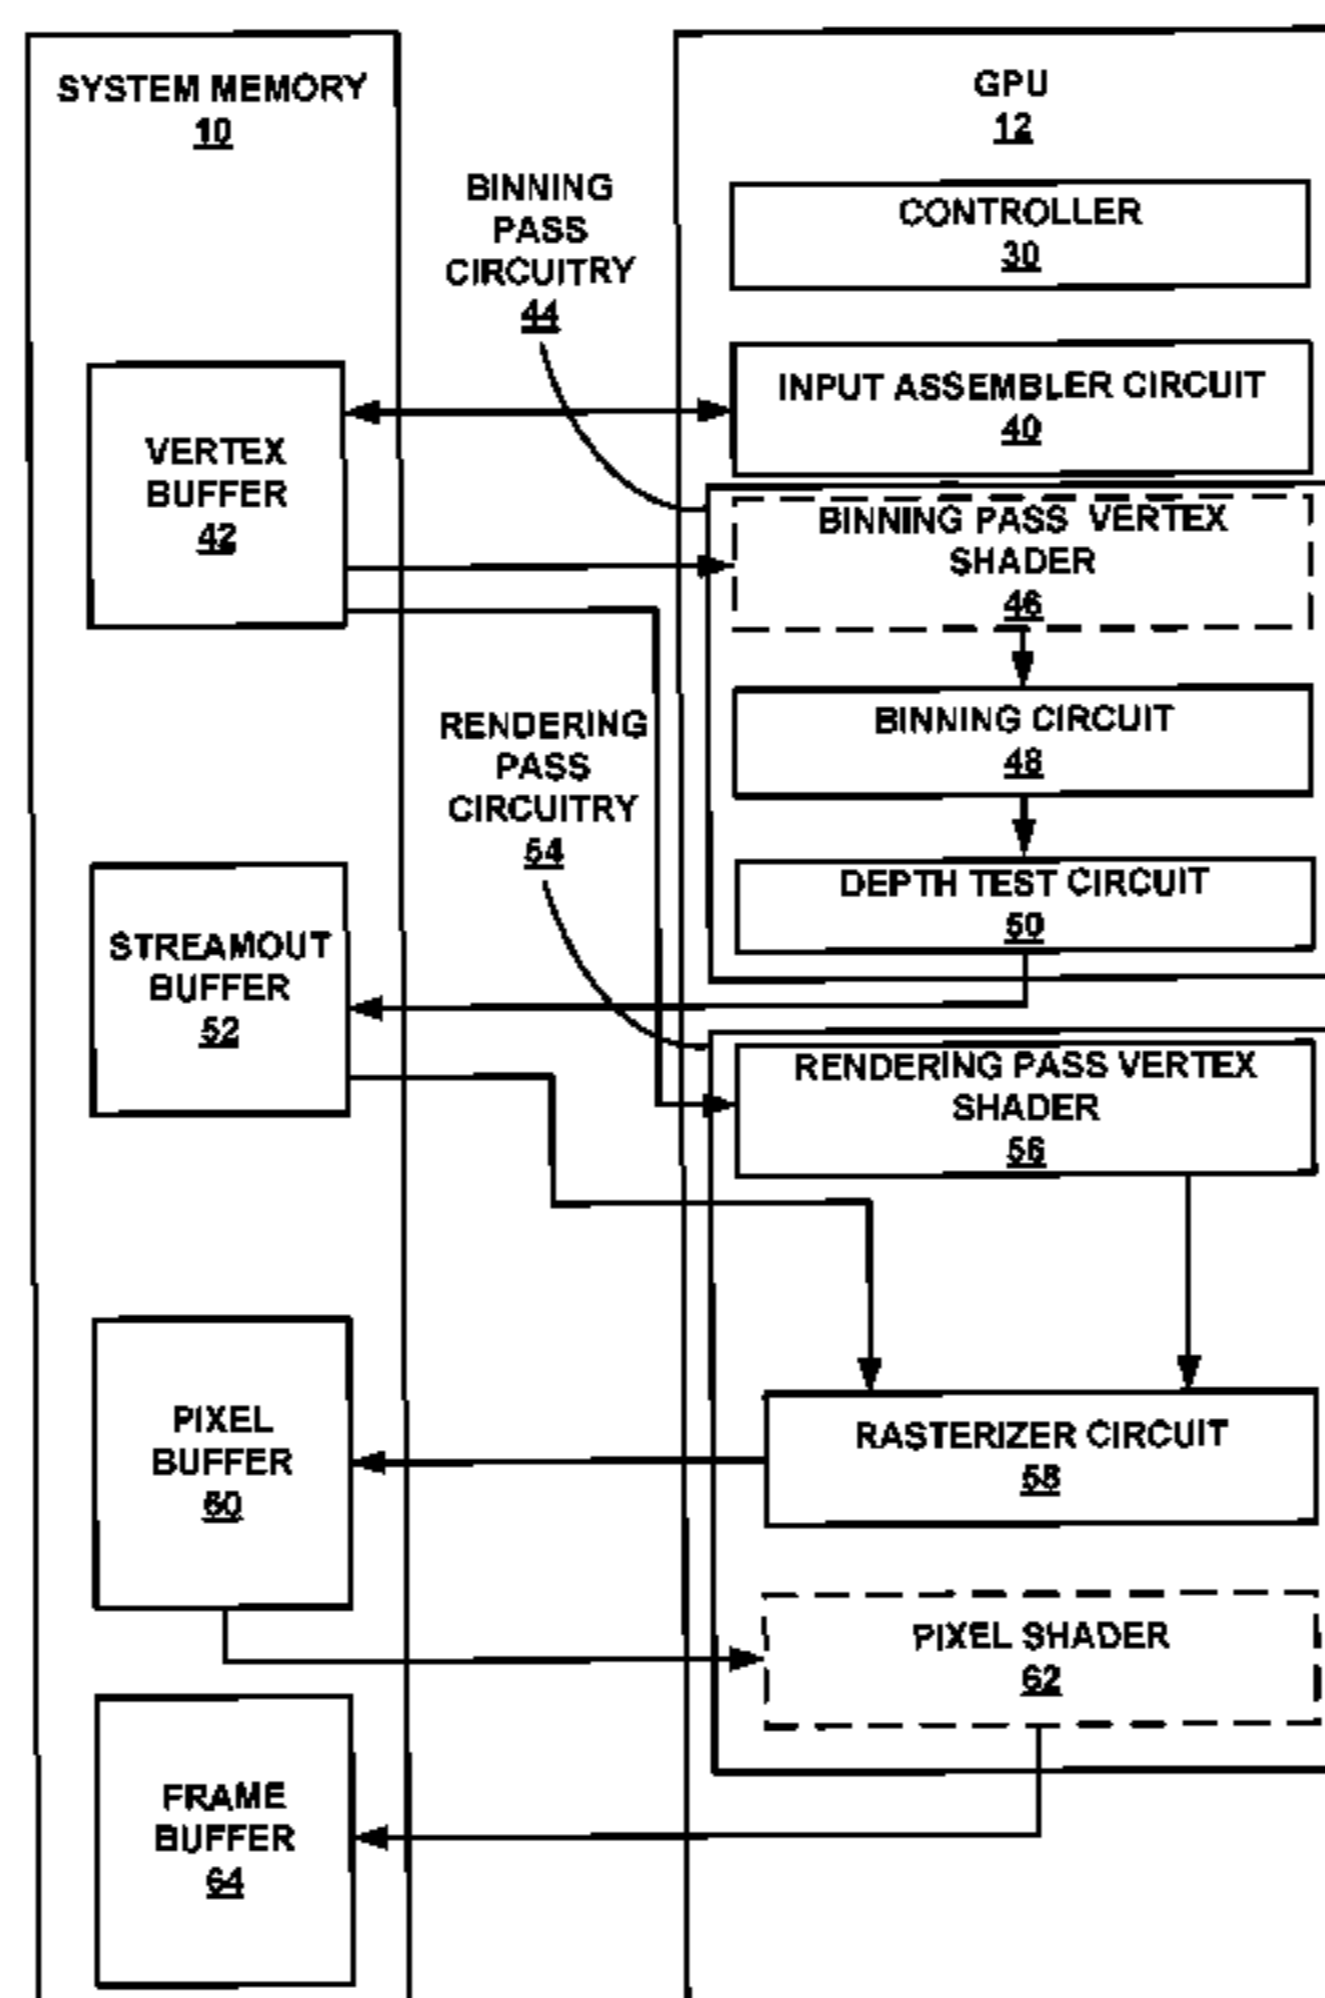 SYSTEM MEMORY
10
GPU
12
CONTROLLER
30
BINNING
PASS
CIRCUITRY
44
INPUT ASSEMBLER CIRCUIT
40
VERTEX
BUFFER
42
BINNING PASS VERTEX
SHADER
46
BINNING CIRCUIT
48
RENDERING
PASS
CIRCUITRY
54
DEPTH TEST CIRCUIT
50
STREAMOUT
BUFFER
52
RENDERING PASS VERTEX
SHADER
56
PIXEL
BUFFER
60
RASTERIZER CIRCUIT
58
PIXEL SHADER
62
FRAME
BUFFER
64